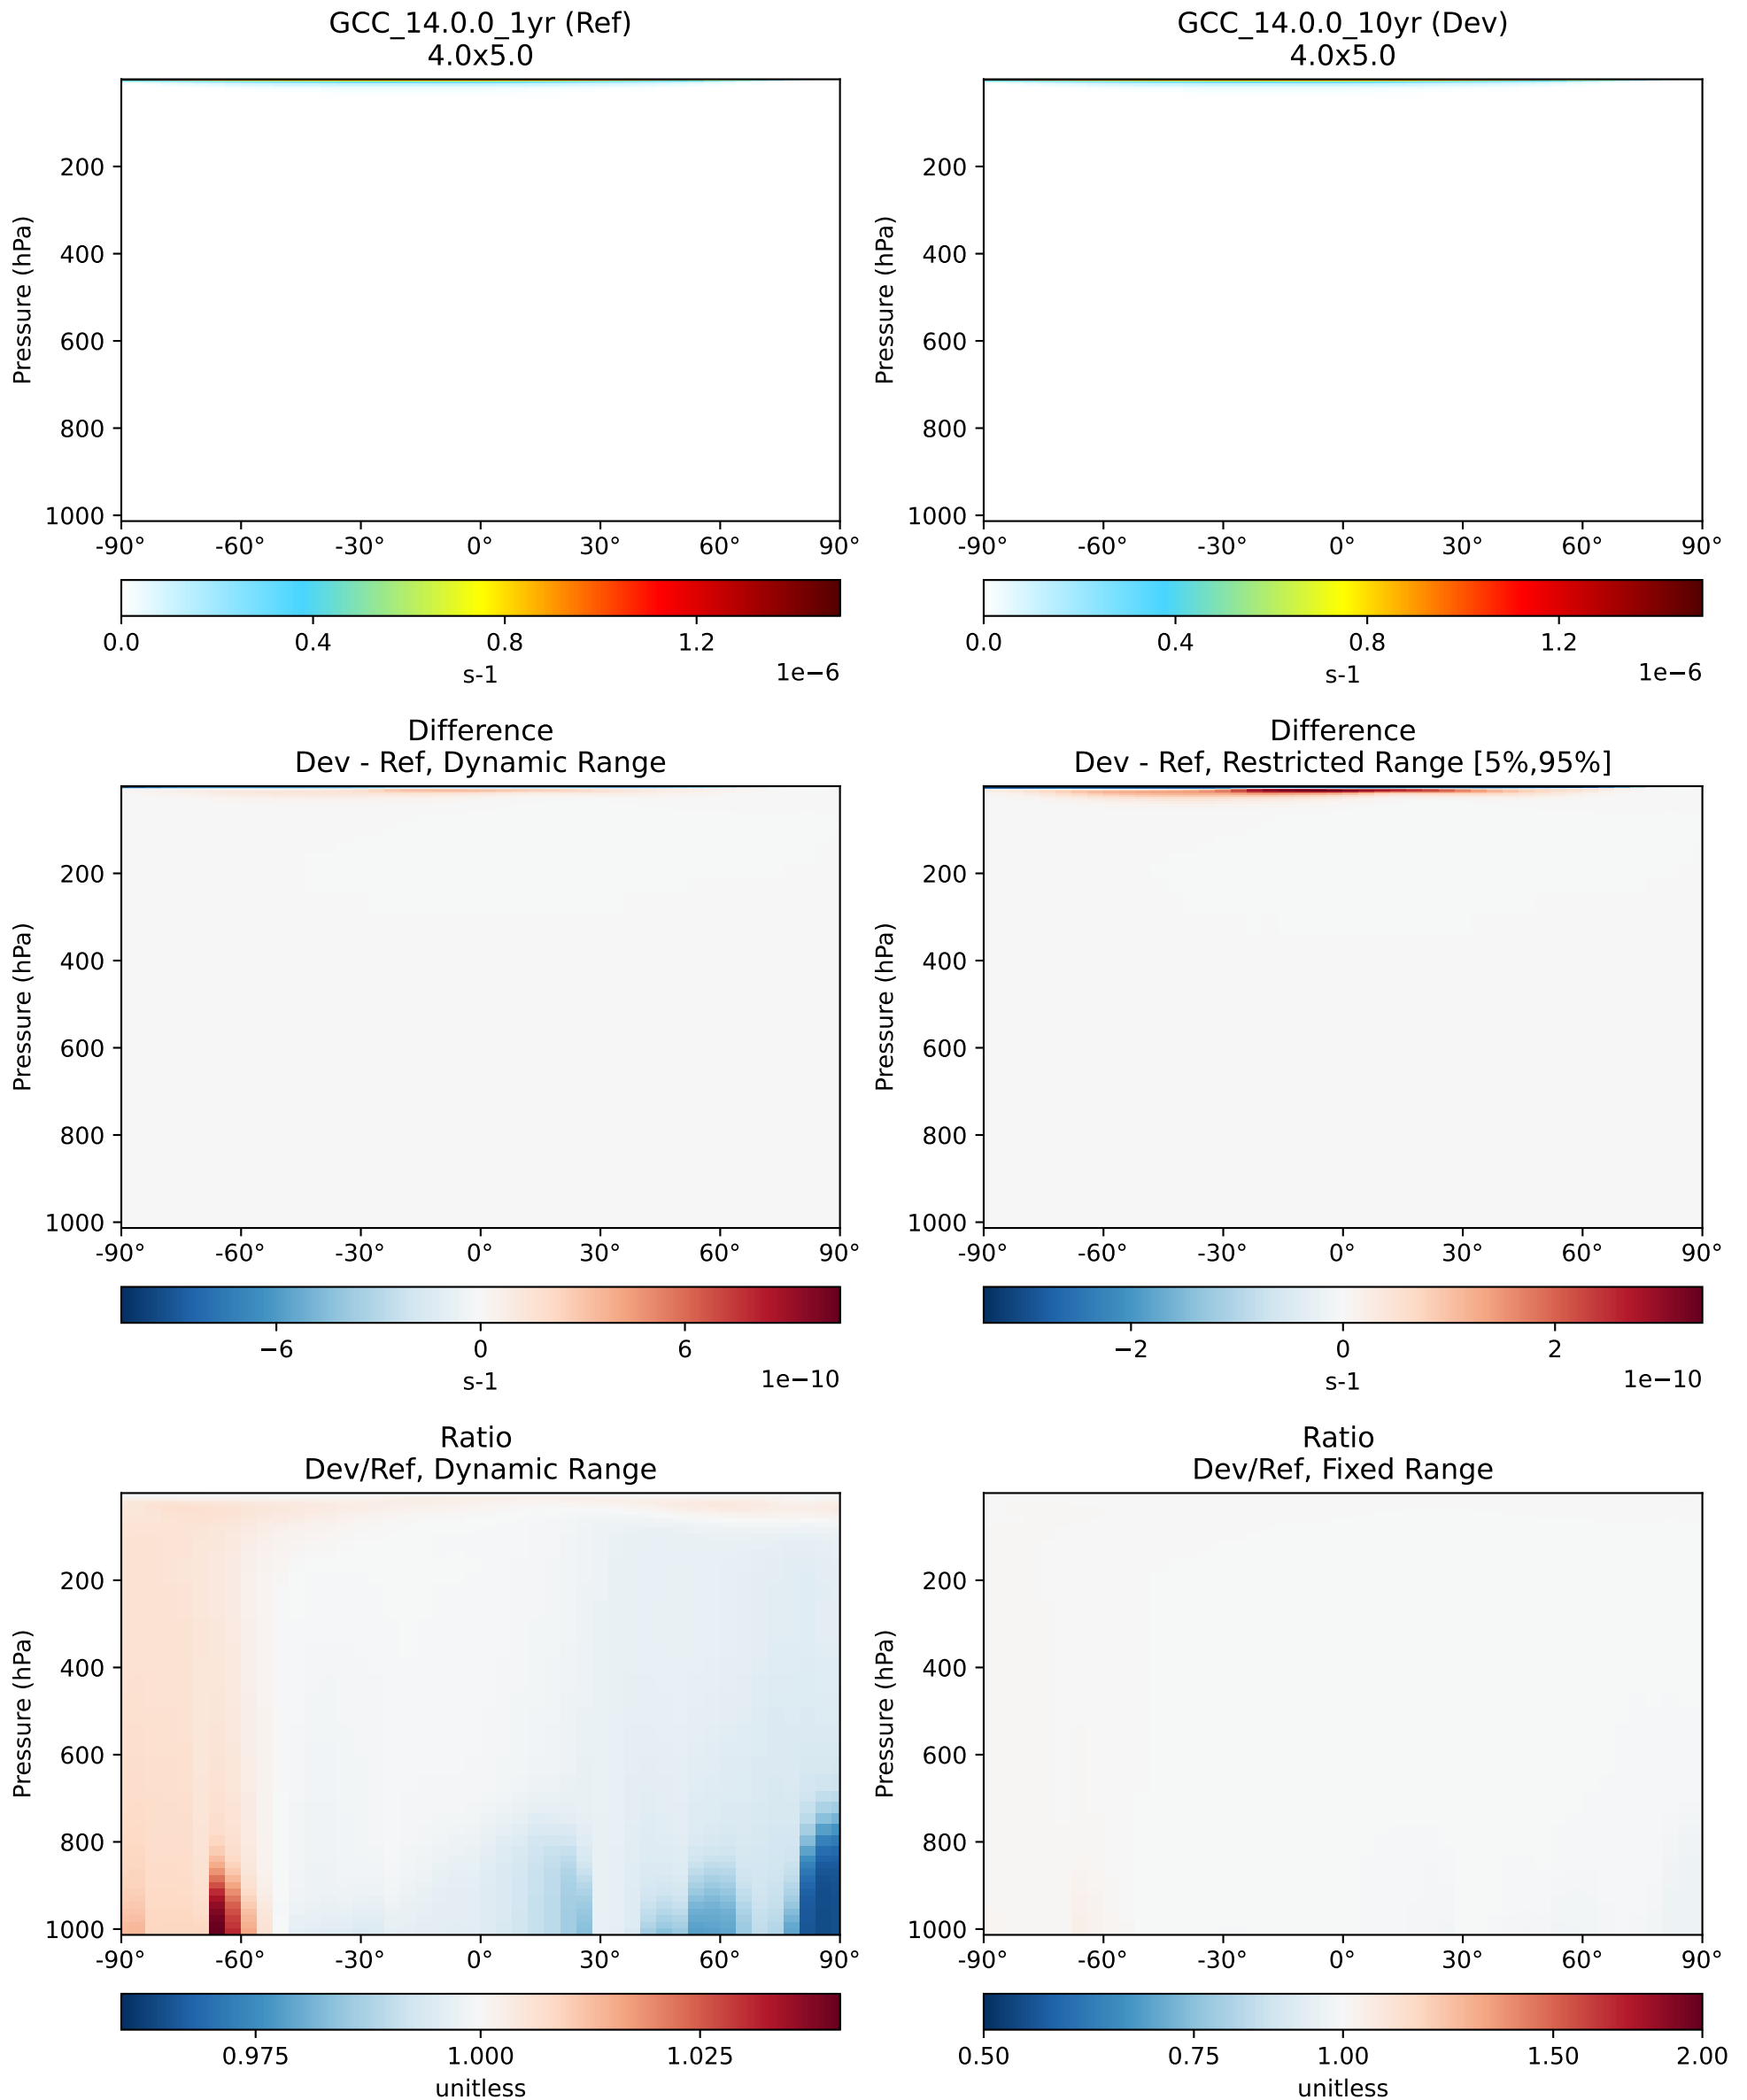 GCC_14.0.0_1yr (Ref)
4.0x5.0
Pressure (hPa)
200
400
600
800
1000
-90° -60° -30° 0° 30° 60° 90°
0.0 0.4 0.8 1.2
s-1
1e−6
GCC_14.0.0_10yr (Dev)
4.0x5.0
Pressure (hPa)
200
400
600
800
1000
-90° -60° -30° 0° 30° 60° 90°
0.0 0.4 0.8 1.2
s-1
1e−6
Difference
Dev - Ref, Dynamic Range
Pressure (hPa)
200
400
600
800
1000
-90° -60° -30° 0° 30° 60° 90°
−6 0 6
s-1
1e−10
Difference
Dev - Ref, Restricted Range [5%,95%]
Pressure (hPa)
200
400
600
800
1000
-90° -60° -30° 0° 30° 60° 90°
−2 0 2
s-1
1e−10
Ratio
Dev/Ref, Dynamic Range
Pressure (hPa)
200
400
600
800
1000
-90° -60° -30° 0° 30° 60° 90°
0.975 1.000 1.025
unitless
Ratio
Dev/Ref, Fixed Range
Pressure (hPa)
200
400
600
800
1000
-90° -60° -30° 0° 30° 60° 90°
0.50 0.75 1.00 1.50 2.00
unitless